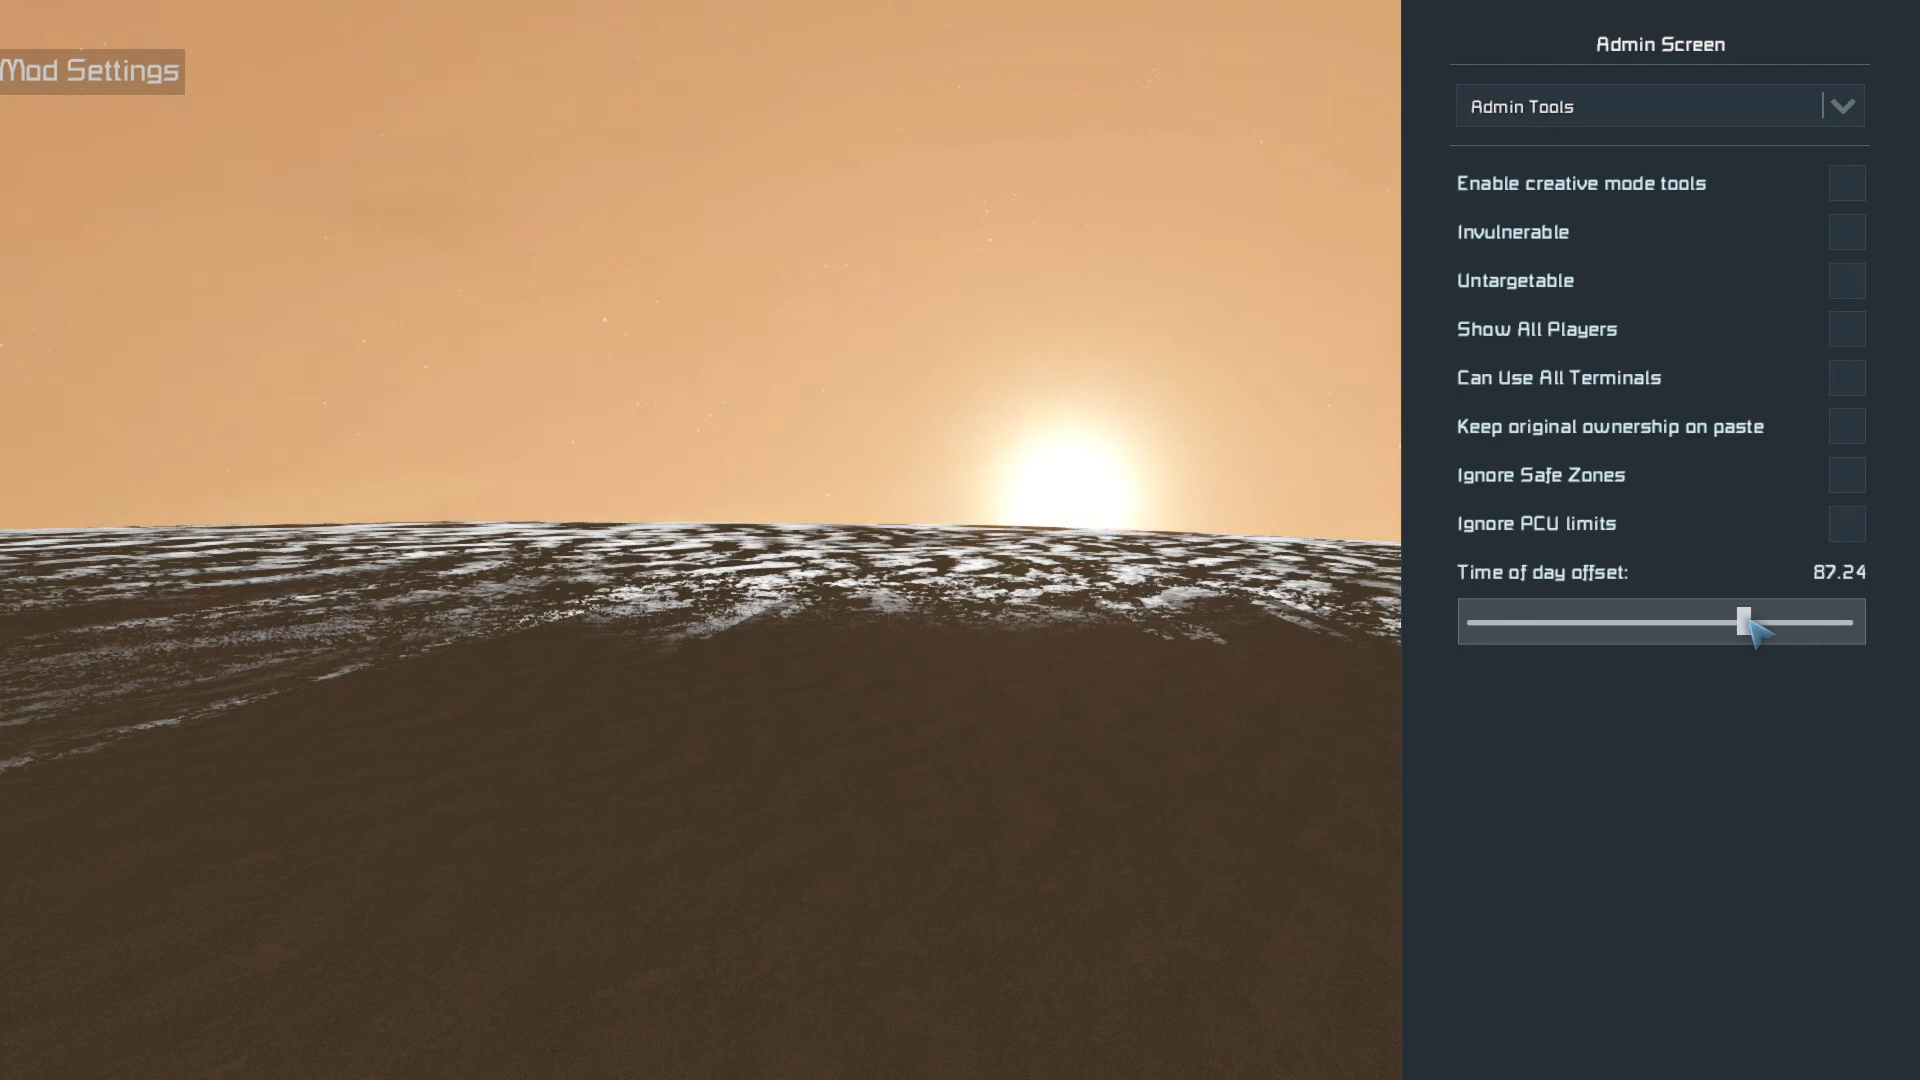 Mod Settings
Admin Screen
Admin Tools
Enable creative mode tools
Invulnerable
Untargetable
Show All Players
Can Use All Terminals
Keep original ownership on paste
Ignore Safe Zones
Ignore PCU limits
Time of day offset: 87.24